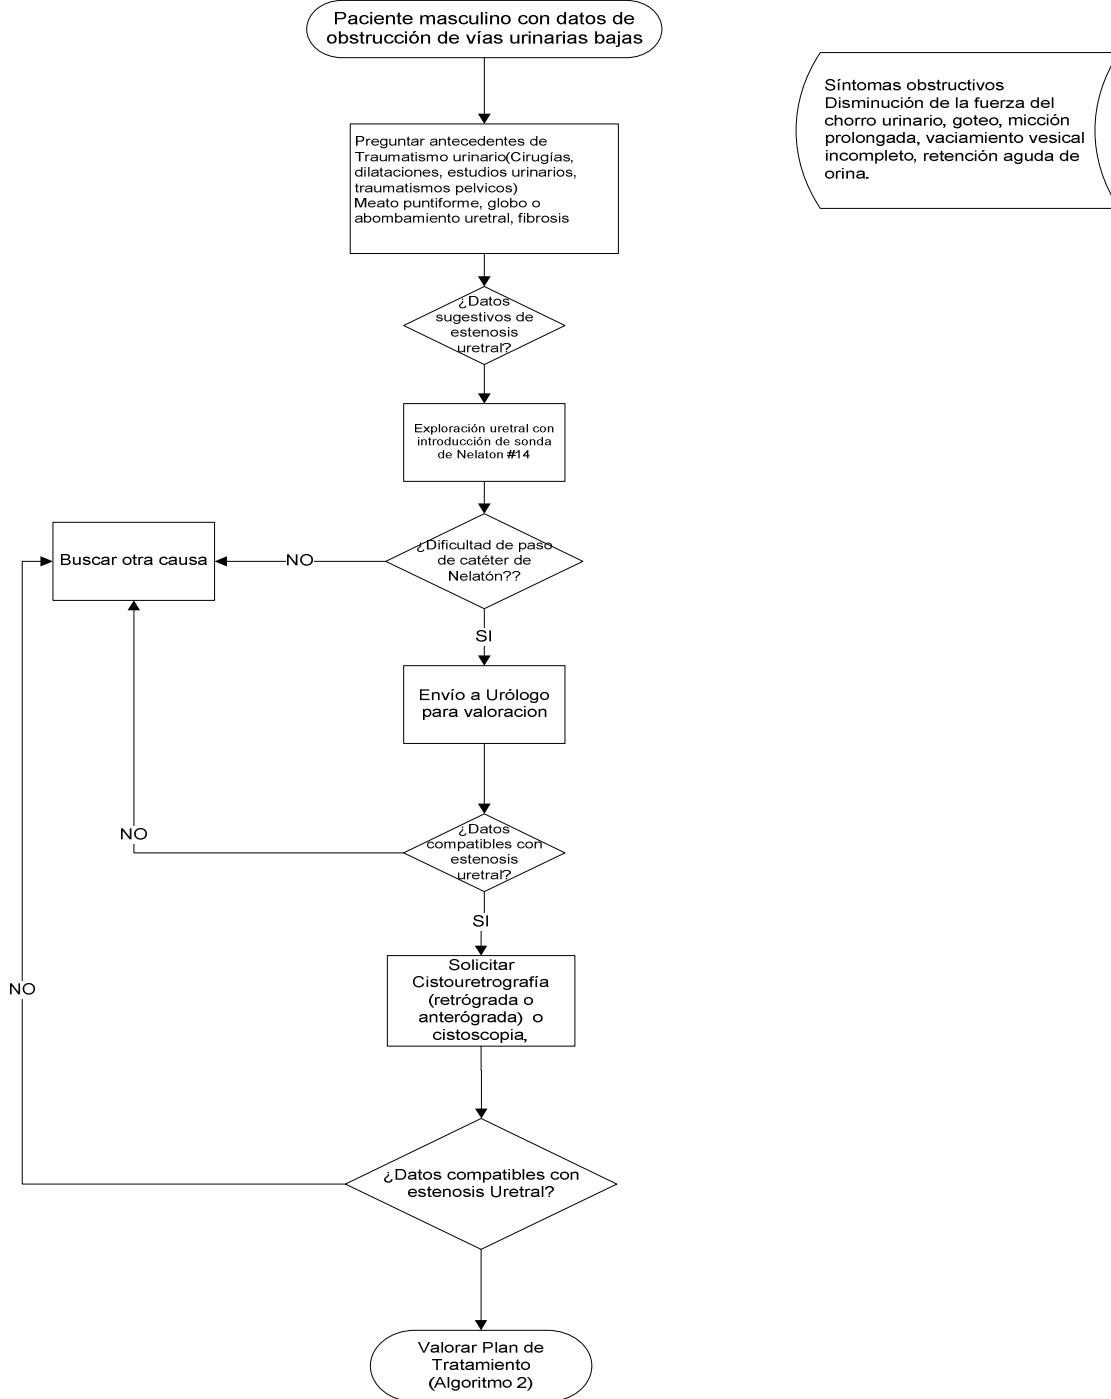 Paciente masculino con datos de
obstrucción de vías urinarias bajas
Síntomas obstructivos
Disminución de la fuerza del
chorro urinario, goteo, micción
prolongada, vaciamiento vesical
incompleto, retención aguda de
orina.
Preguntar antecedentes de
Traumatismo urinario(Cirugías,
dilataciones, estudios urinarios,
traumatismos pelvicos)
Meato puntiforme, globo o
abombamiento uretral, fibrosis
¿Datos
sugestivos de
estenosis
uretral?
Exploración uretral con
introducción de sonda
de Nelaton #14
¿Dificultad de paso
de catéter de
Nelatón??
NO
Buscar otra causa
SI
Envío a Urólogo
para valoracion
¿Datos
compatibles con
estenosis
uretral?
NO
SI
Solicitar
Cistouretrografía
(retrógrada o
anterógrada) o
cistoscopia,
NO
¿Datos compatibles con
estenosis Uretral?
Valorar Plan de
Tratamiento
(Algoritmo 2)